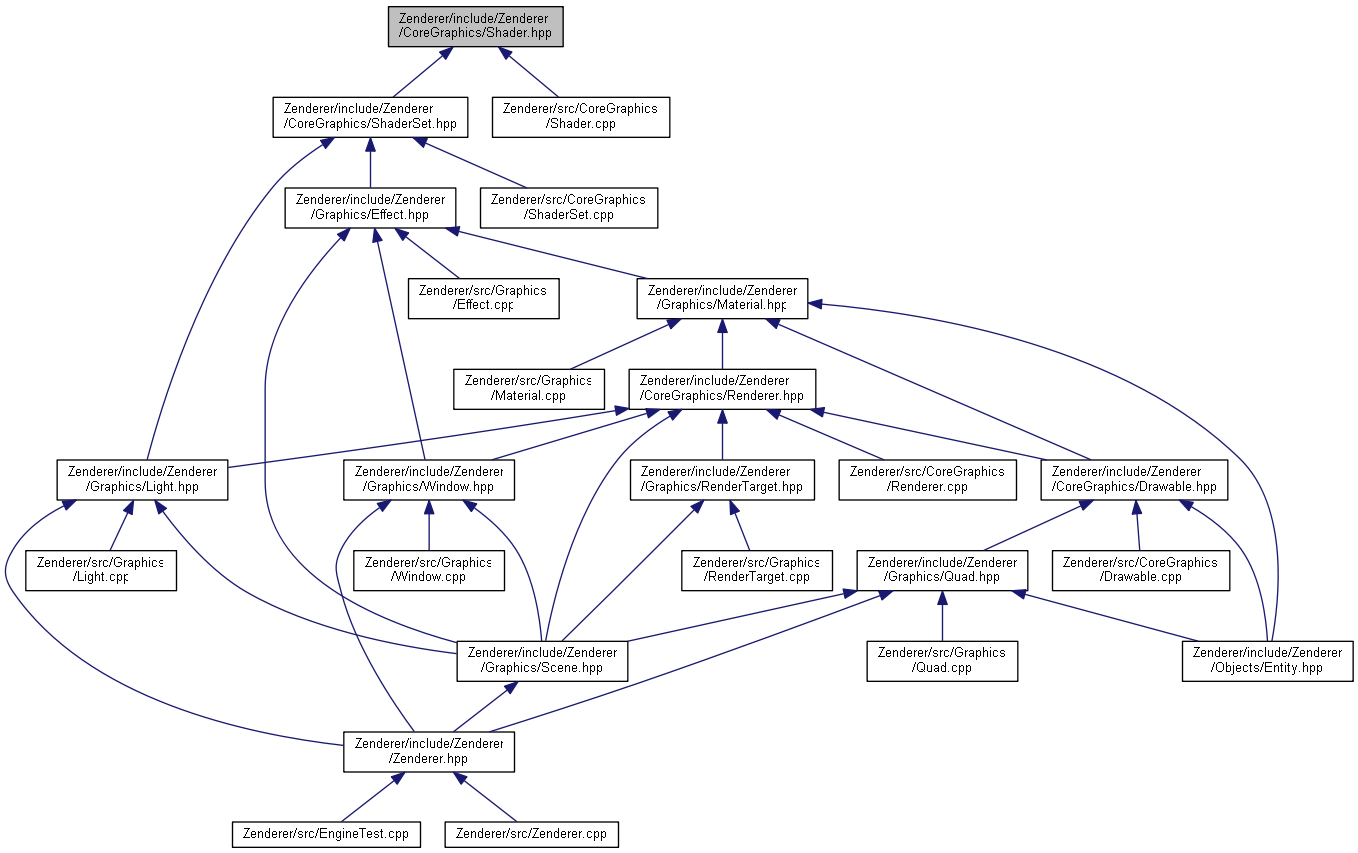 Zenderer/include/Zenderer
/CoreGraphics/Shader.hpp
Zenderer/include/Zenderer
/CoreGraphics/ShaderSet.hpp
Zenderer/src/CoreGraphics
/Shader.cpp
Zenderer/include/Zenderer
/Graphics/Effect.hpp
Zenderer/src/CoreGraphics
/ShaderSet.cpp
Zenderer/src/Graphics
/Effect.cpp
Zenderer/include/Zenderer
/Graphics/Material.hpp
Zenderer/src/Graphics
/Material.cpp
Zenderer/include/Zenderer
/CoreGraphics/Renderer.hpp
Zenderer/include/Zenderer
/Graphics/Light.hpp
Zenderer/include/Zenderer
/Graphics/Window.hpp
Zenderer/include/Zenderer
/Graphics/RenderTarget.hpp
Zenderer/src/CoreGraphics
/Renderer.cpp
Zenderer/include/Zenderer
/CoreGraphics/Drawable.hpp
Zenderer/src/Graphics
/Light.cpp
Zenderer/src/Graphics
/Window.cpp
Zenderer/src/Graphics
/RenderTarget.cpp
Zenderer/include/Zenderer
/Graphics/Quad.hpp
Zenderer/src/CoreGraphics
/Drawable.cpp
Zenderer/include/Zenderer
/Graphics/Scene.hpp
Zenderer/src/Graphics
/Quad.cpp
Zenderer/include/Zenderer
/Objects/Entity.hpp
Zenderer/include/Zenderer
/Zenderer.hpp
Zenderer/src/EngineTest.cpp
Zenderer/src/Zenderer.cpp